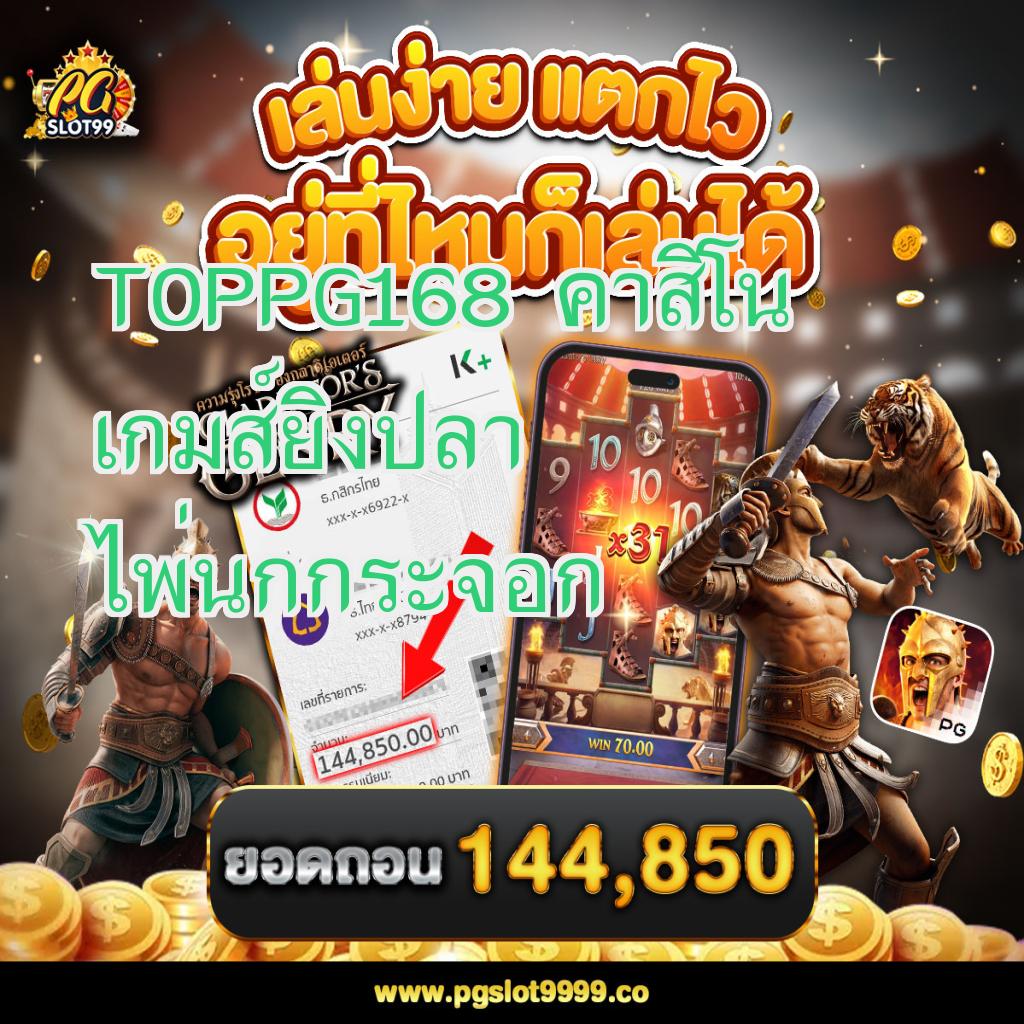 PG
SLOT99
เล่นง่าย แตกไว
อยู่ที่ไหนก็เล่นได้
TOPPG168 คาสิโน
เกมส์ยิงปลา
ไพ่นกกระจอก
K+
ธ.กสิกรไทย
xxx-x-x6922-x
xxx-x-x8794
เลขที่รายการ:
จำนวน:
144,850.00 บาท
บาท
9
10
10
10
x31
J
WIN 70.00
PG
ยอดถอน 144,850
www.pgslot9999.co